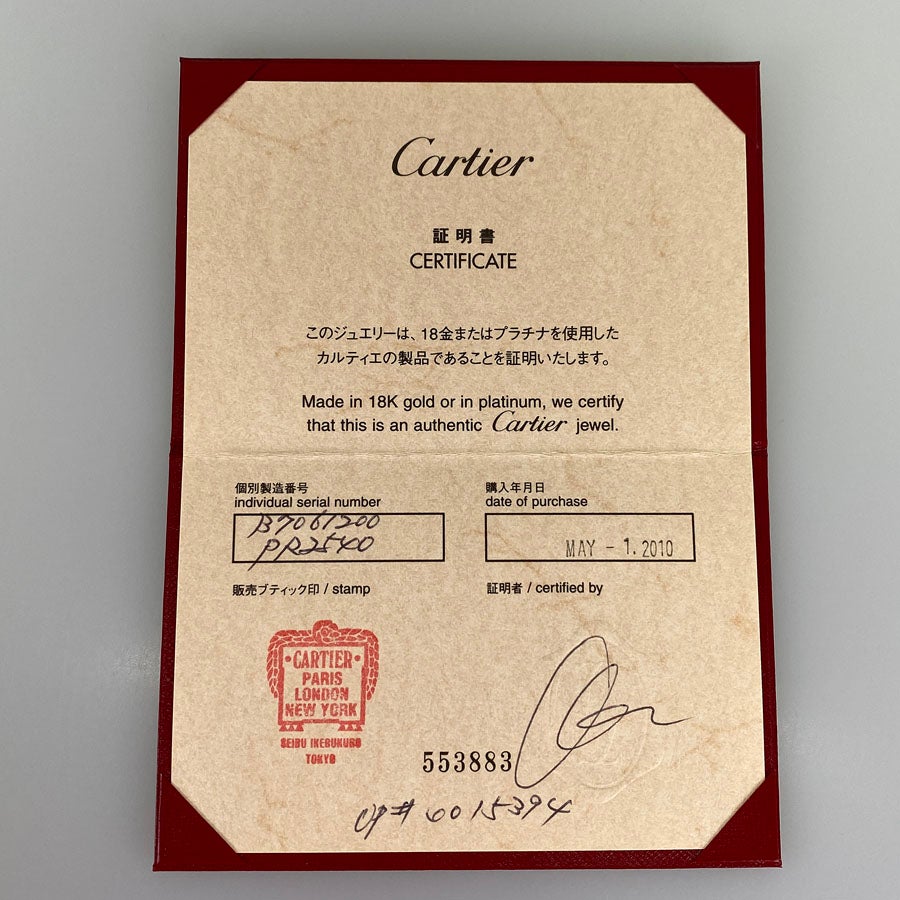 Cartier
証明書
CERTIFICATE
このジュエリーは、18金またはプラチナを使用した
カルティエの製品であることを証明いたします。
Made in 18K gold or in platinum, we certify
that this is an authentic Cartier jewel.
個別製造番号
individual serial number
B7061200
PR2540
購入年月日
date of purchase
MAY - 1. 2010
販売ブティック印 / stamp
証明者 / certified by
·CARTIER·
PARIS
LONDON
NEW YORK
SEIBU IKEBUKURO
TOKYO
553883
OP# 6015394